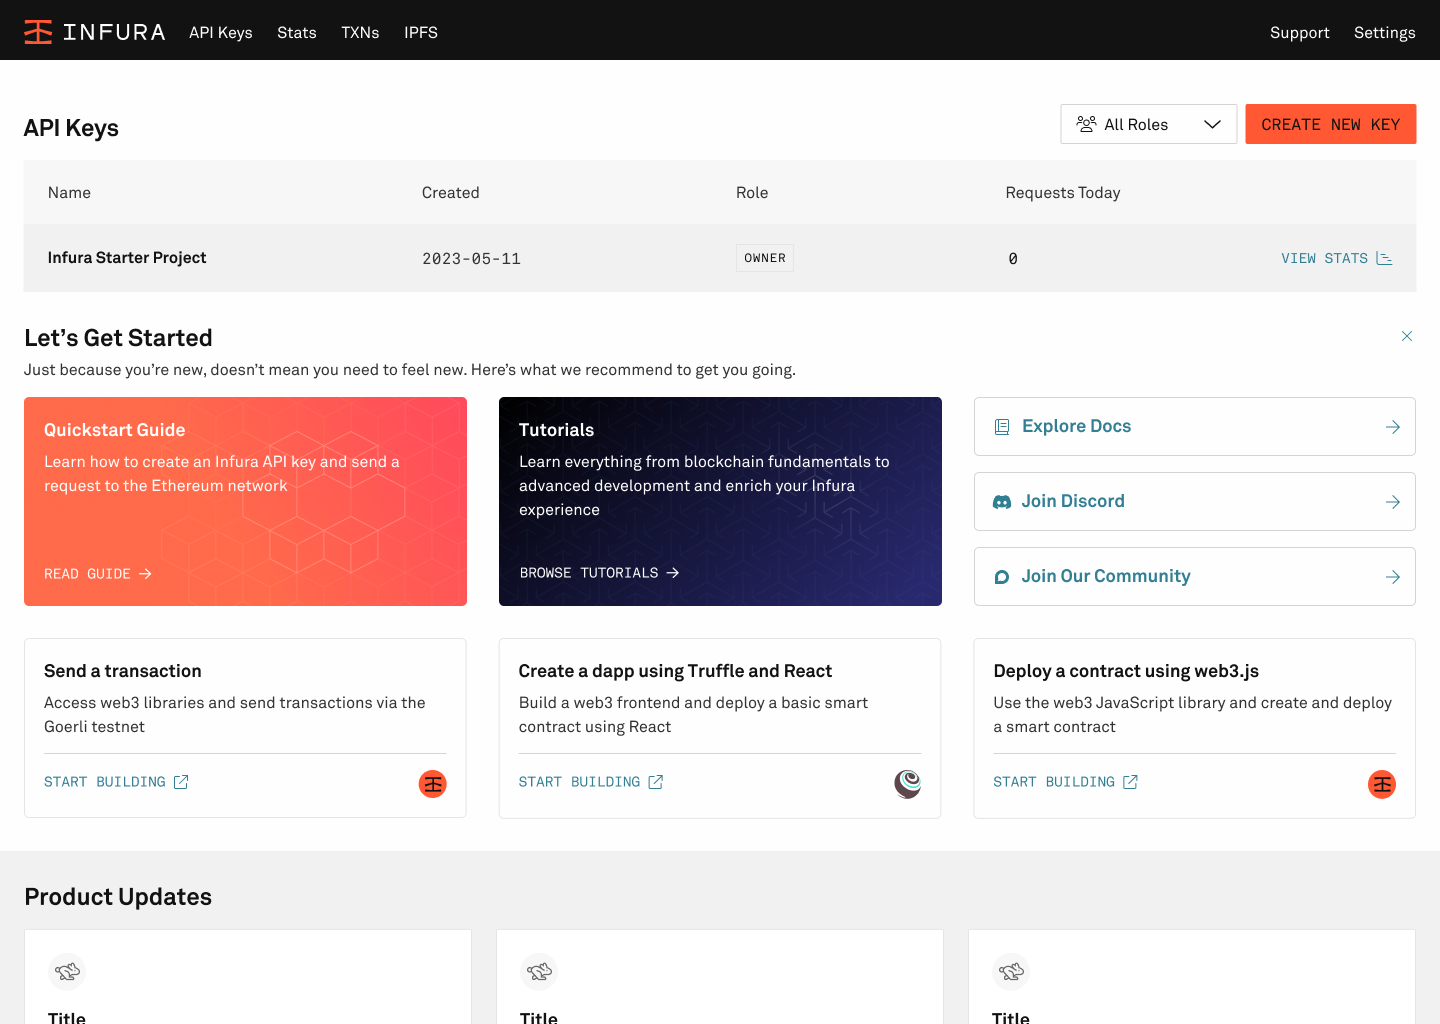 INFURA API Keys Stats TXNs IPFS Support Settings
API Keys All Roles CREATE NEW KEY
Name Created Role Requests Today
Infura Starter Project 2023-05-11 OWNER 0 VIEW STATS
Let’s Get Started
Just because you’re new, doesn’t mean you need to feel new. Here’s what we recommend to get you going.
Quickstart Guide
Learn how to create an Infura API key and send a
request to the Ethereum network
READ GUIDE
Tutorials
Learn everything from blockchain fundamentals to
advanced development and enrich your Infura
experience
BROWSE TUTORIALS
Explore Docs
Join Discord
Join Our Community
Send a transaction
Access web3 libraries and send transactions via the
Goerli testnet
START BUILDING
Create a dapp using Truffle and React
Build a web3 frontend and deploy a basic smart
contract using React
START BUILDING
Deploy a contract using web3.js
Use the web3 JavaScript library and create and deploy
a smart contract
START BUILDING
Product Updates
Title
Title
Title